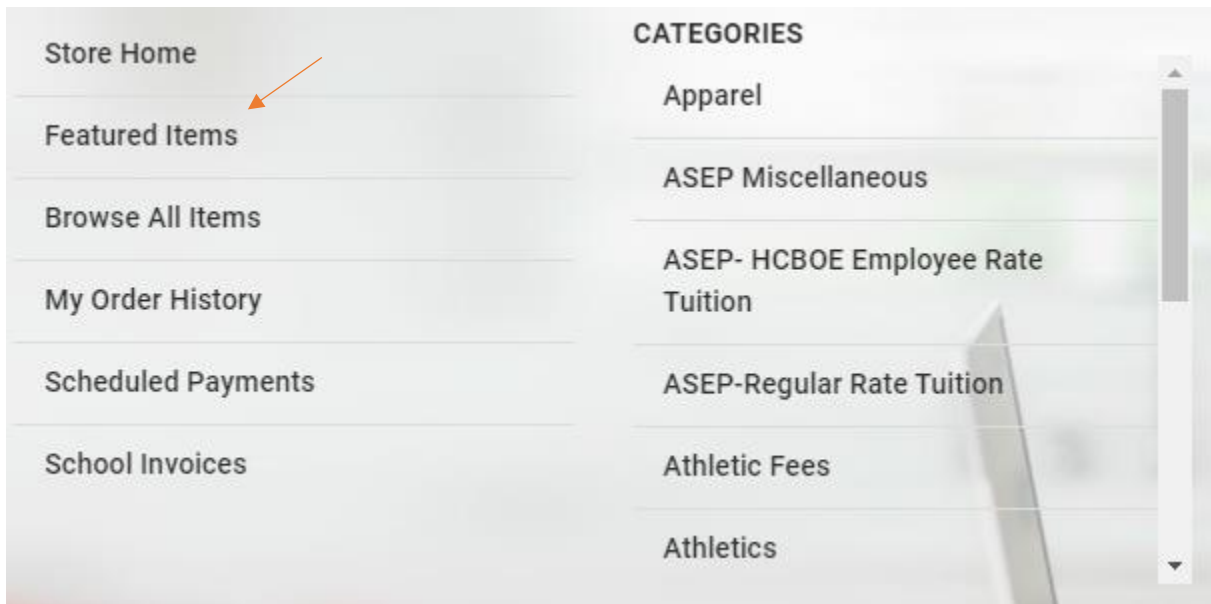 Store Home
Featured Items
Browse All Items
My Order History
Scheduled Payments
School Invoices
CATEGORIES
Apparel
ASEP Miscellaneous
ASEP- HCBOE Employee Rate
Tuition
ASEP-Regular Rate Tuition
Athletic Fees
Athletics